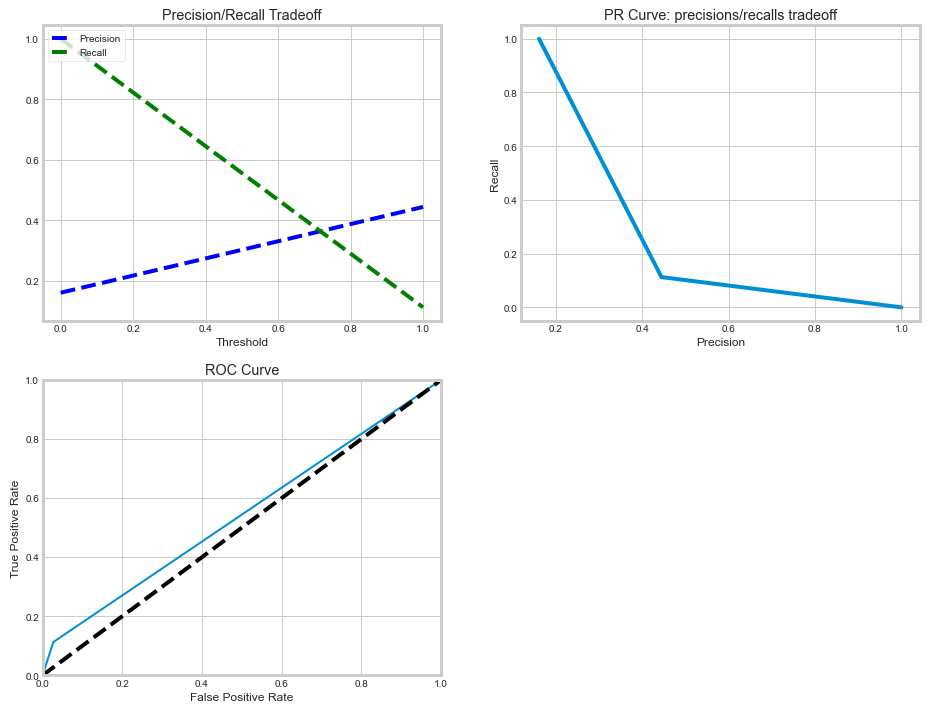 Precision/Recall Tradeoff
1.0
0.8
0.6
0.4
0.2
Precision
Recall
0.0 0.2 0.4 0.6 0.8 1.0
Threshold
PR Curve: precisions/recalls tradeoff
1.0
0.8
0.6
0.4
0.2
0.0
Recall
0.2 0.4 0.6 0.8 1.0
Precision
ROC Curve
1.0
0.8
0.6
0.4
0.2
0.0
True Positive Rate
0.0 0.2 0.4 0.6 0.8 1.0
False Positive Rate